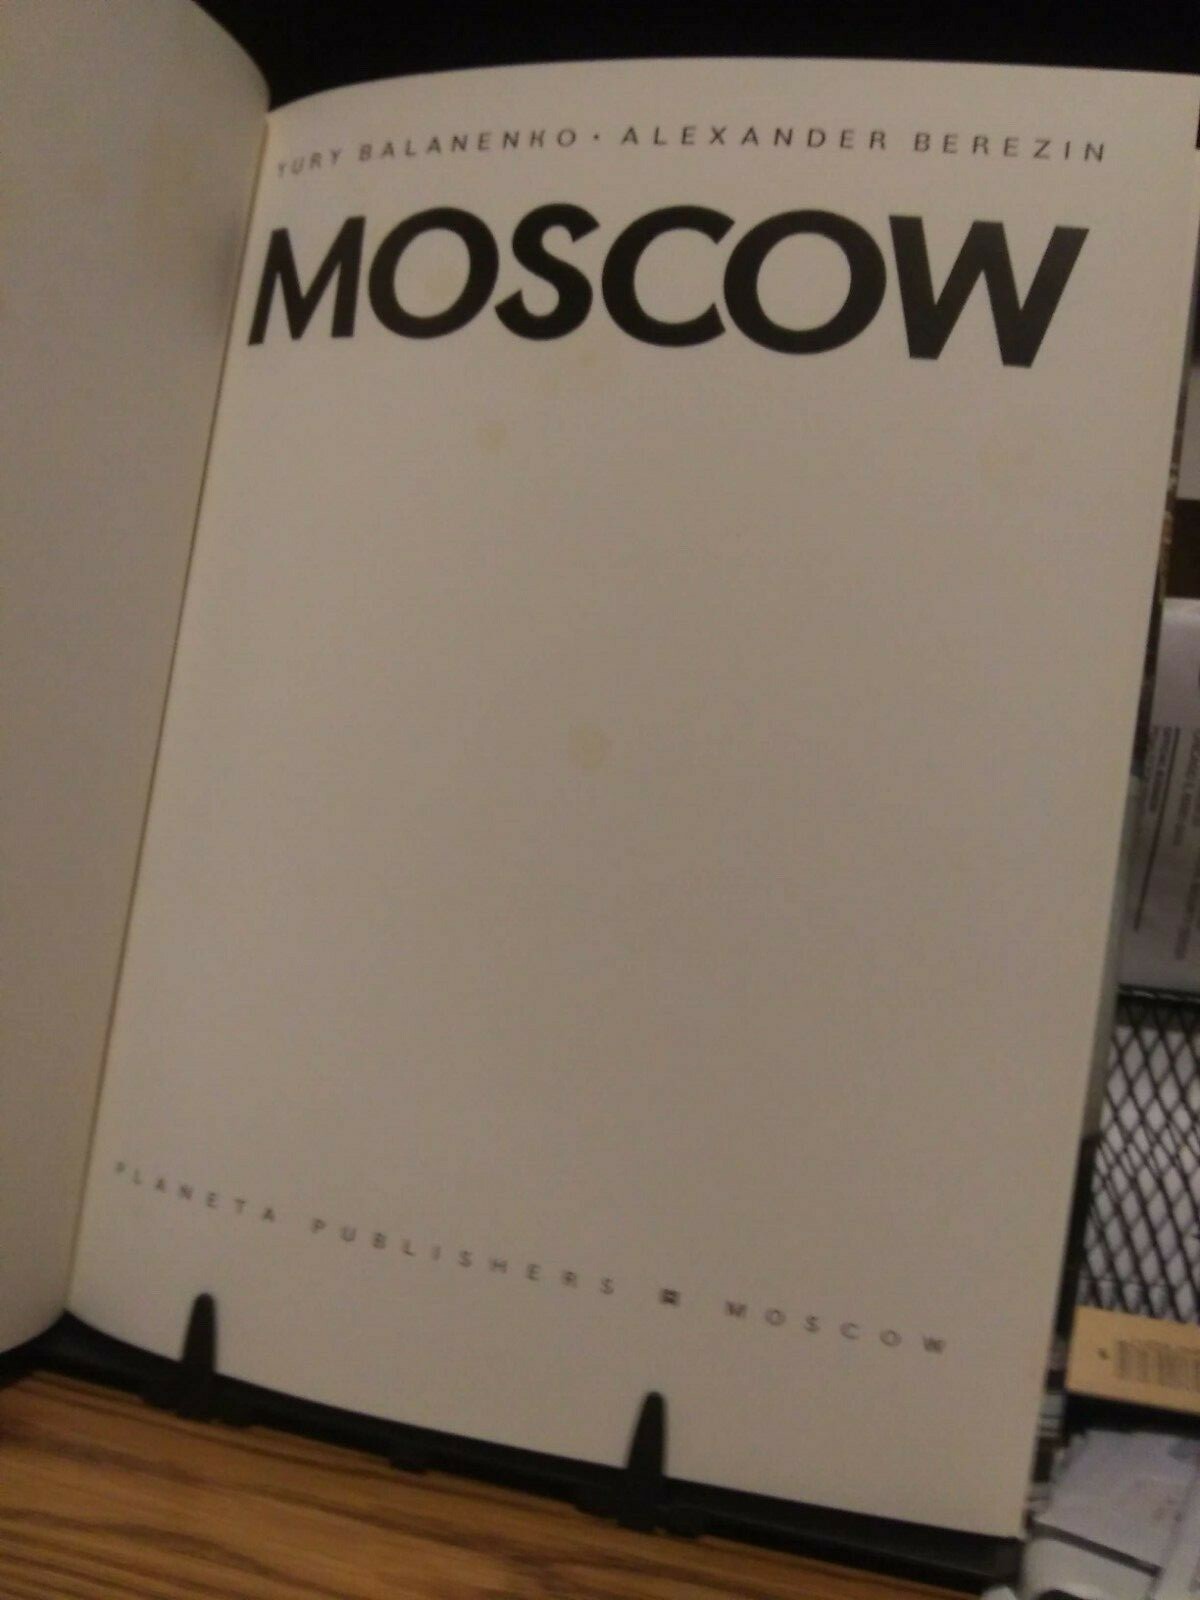 YURY BALANENKO · ALEXANDER BEREZIN
MOSCOW
PLANETA PUBLISHERS MOSCOW